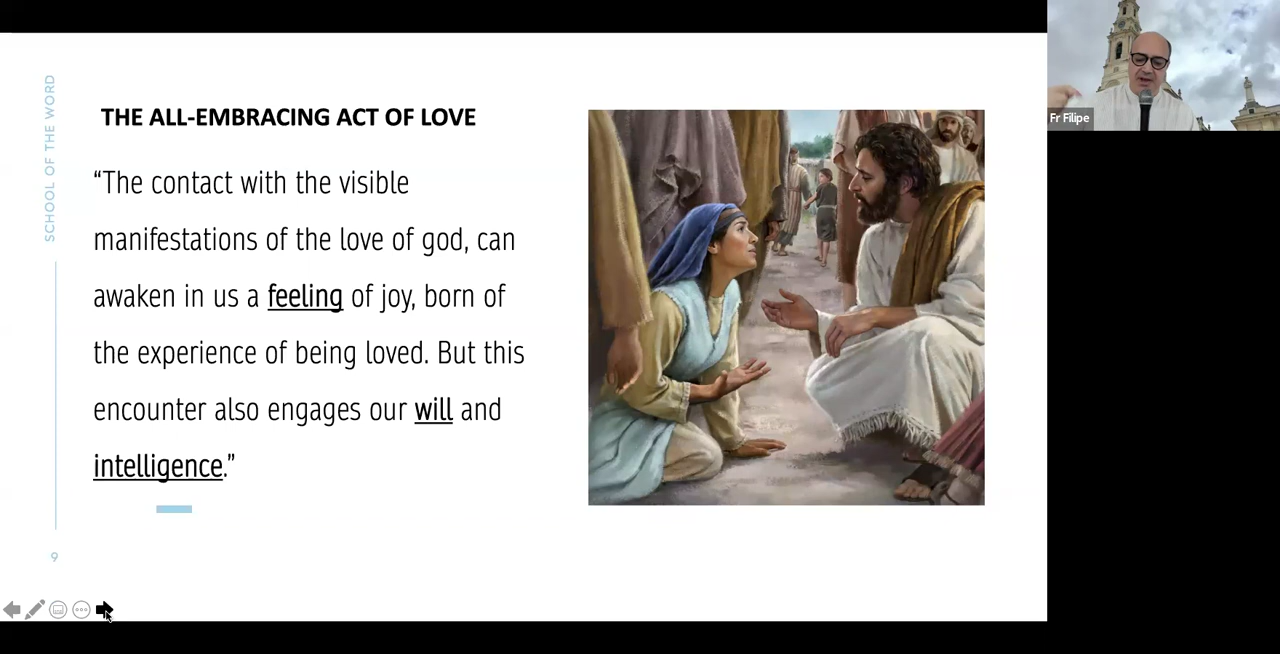 SCHOOL OF THE WORD
THE ALL-EMBRACING ACT OF LOVE
“The contact with the visible
manifestations of the love of god, can
awaken in us a feeling of joy, born of
the experience of being loved. But this
encounter also engages our will and
intelligence.”
9
Fr Filipe